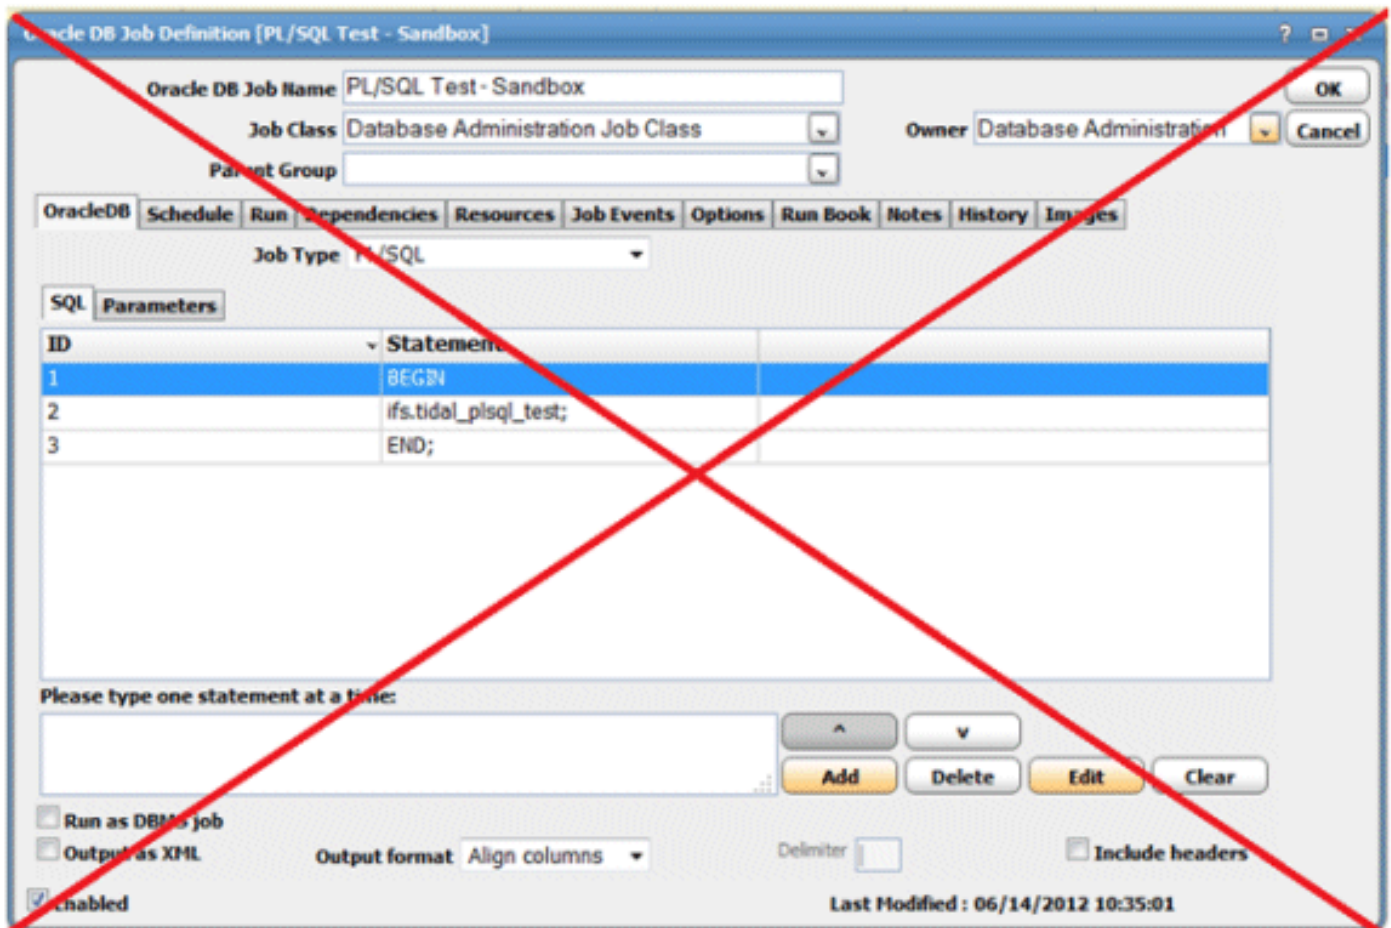 Oracle DB Job Definition [PL/SQL Test - Sandbox] ?
Oracle DB Job Name PL/SQL Test - Sandbox OK
Job Class Database Administration Job Class Owner Database Administration Cancel
Parent Group
OracleDB Schedule Run Dependencies Resources Job Events Options Run Book Notes History Images
Job Type PL/SQL
SQL Parameters
ID Statement
1 BEGIN
2 ifs.tidal_plsql_test;
3 END;
Please type one statement at a time:
^ v
Add Delete Edit Clear
Run as DBMS job
Output as XML Output format Align columns Delimiter Include headers
Enabled Last Modified : 06/14/2012 10:35:01